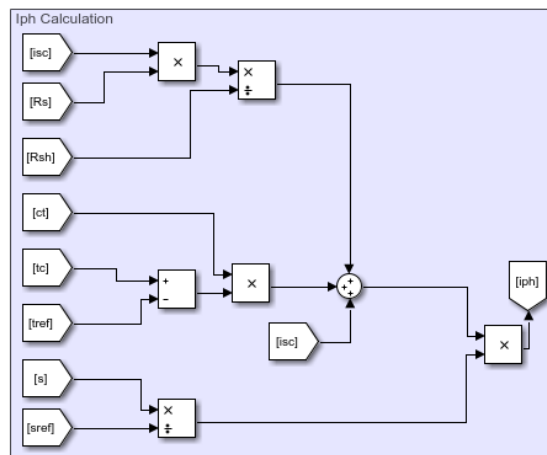 Iph Calculation
[isc]
×
[Rs]
×
÷
[Rsh]
[ct]
[tc]
+
−
×
[tref]
+
+
+
[iph]
[isc]
×
[s]
×
÷
[sref]